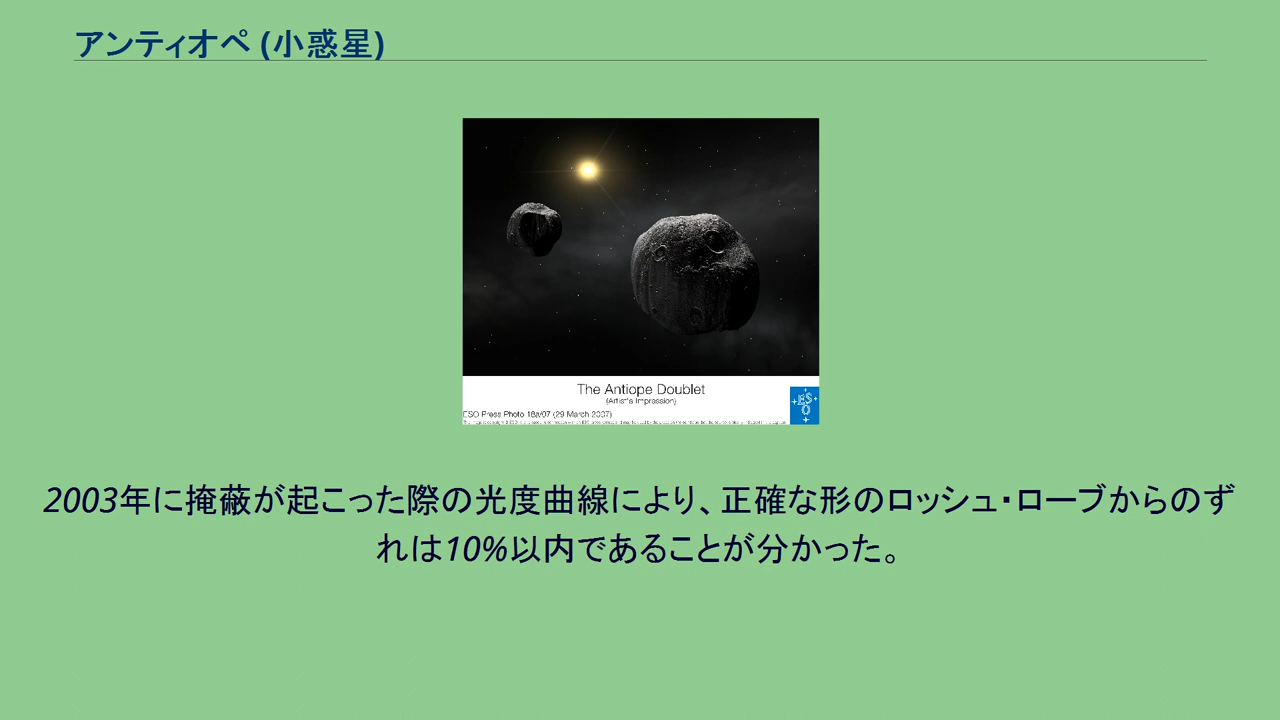 アンティオペ (小惑星)
The Antiope Doublet
(Artist's Impression)
ESO Press Photo 18a/07 (29 March 2007)
ESO
2003年に掩蔽が起こった際の光度曲線により、正確な形のロッシュ・ローブからのず
れは10%以内であることが分かった。